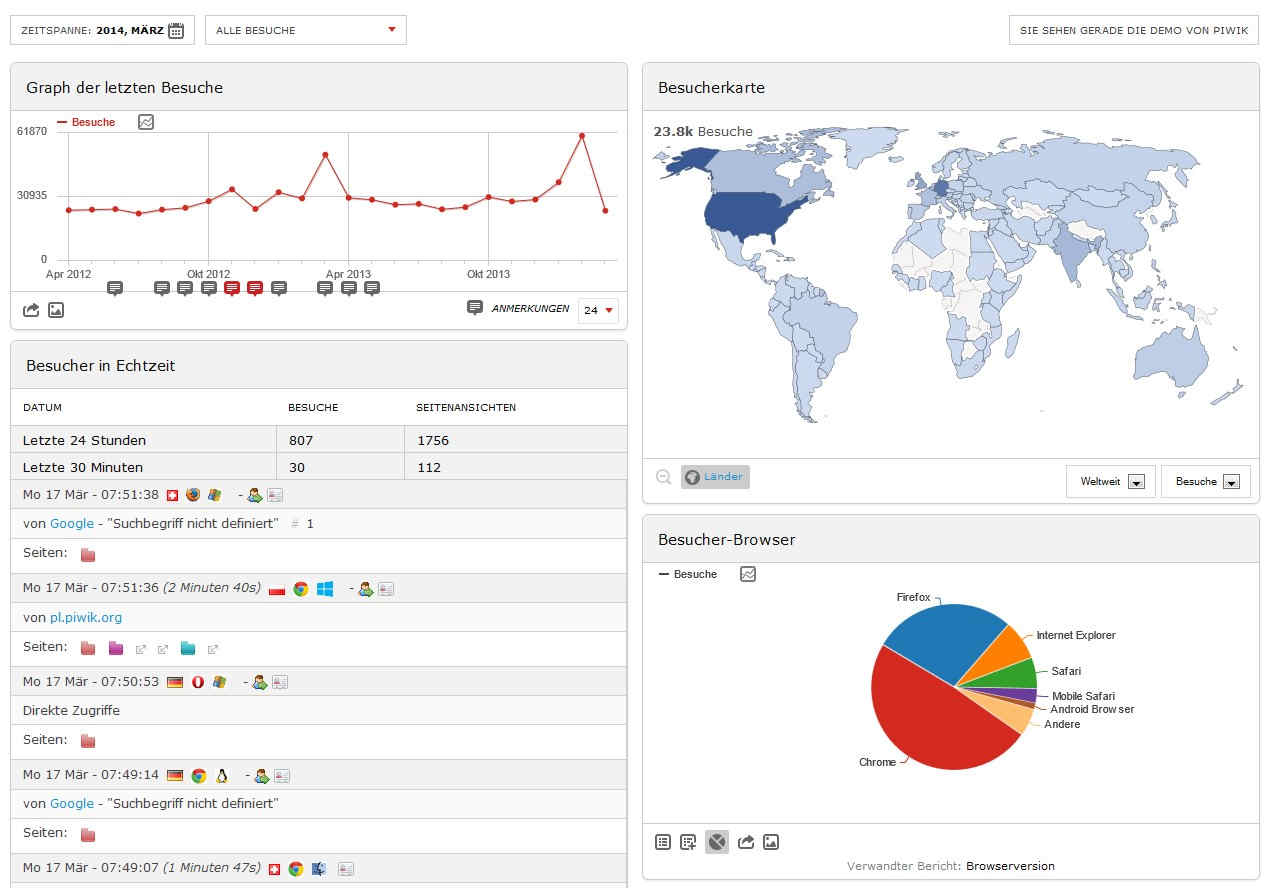 ZEITSPANNE: 2014, MÄRZ
ALLE BESUCHE
SIE SEHEN GERADE DIE DEMO VON PIWIK
Graph der letzten Besuche
Besuche
61870
30935
0
Apr 2012 Okt 2012 Apr 2013 Okt 2013
ANMERKUNGEN 24
Besucher in Echtzeit
DATUM BESUCHE SEITENANSICHTEN
Letzte 24 Stunden 807 1756
Letzte 30 Minuten 30 112
Mo 17 Mär - 07:51:38 -
von Google - "Suchbegriff nicht definiert" # 1
Seiten:
Mo 17 Mär - 07:51:36 (2 Minuten 40s) -
von pl.piwik.org
Seiten:
Mo 17 Mär - 07:50:53 -
Direkte Zugriffe
Seiten:
Mo 17 Mär - 07:49:14 -
von Google - "Suchbegriff nicht definiert"
Seiten:
Mo 17 Mär - 07:49:07 (1 Minuten 47s)
Besucherkarte
23.8k Besuche
Länder
Weltweit
Besuche
Besucher-Browser
Besuche
Firefox
Internet Explorer
Safari
Mobile Safari
Android Browser
Andere
Chrome
Verwandter Bericht: Browserversion